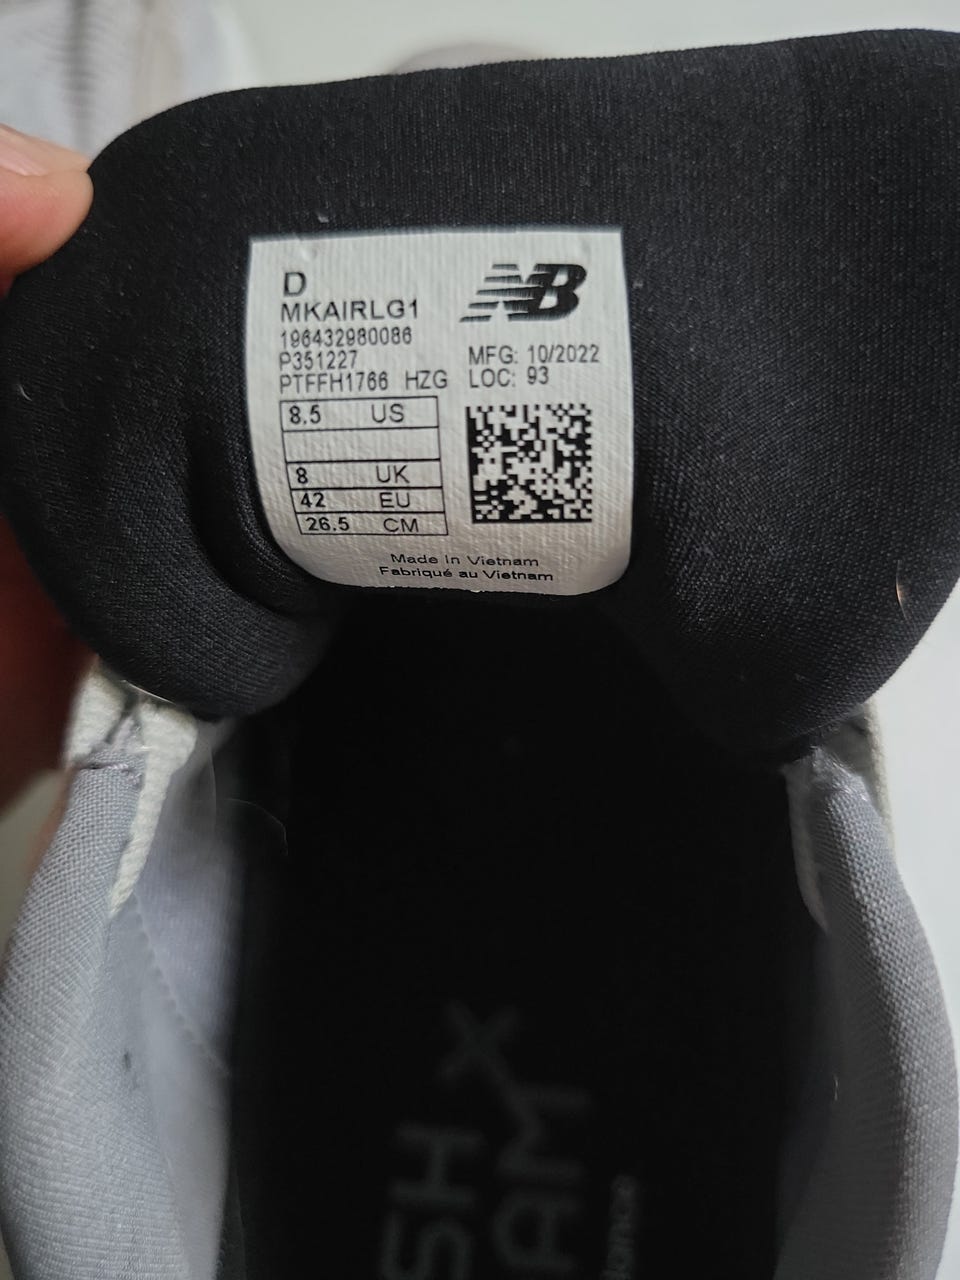 D
MKAIRLG1
196432980086
P351227
PTFFH1766 HZG
NB
MFG: 10/2022
LOC: 93
8.5 US
8 UK
42 EU
26.5 CM
Made in Vietnam
Fabriqué au Vietnam